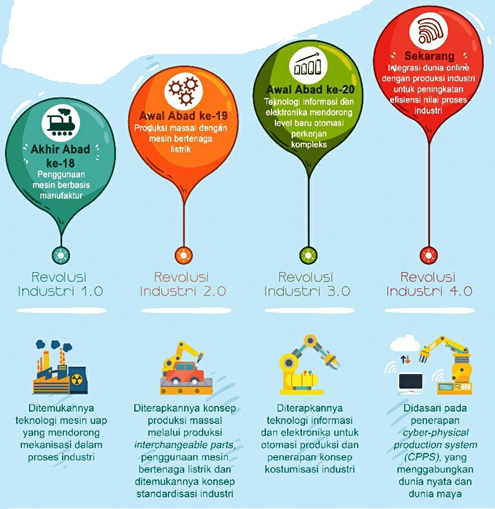 Akhir Abad
ke-18
Penggunaan
mesin berbasis
manufaktur
Revolusi
Industri 1.0
Ditemukannya
teknologi mesin uap
yang mendorong
mekanisasi dalam
proses industri
Awal Abad ke-19
Produksi massal dengan
mesin bertenaga
listrik
Revolusi
Industri 2.0
Diterapkannya konsep
produksi massal
melalui produksi
interchangeable parts,
penggunaan mesin
bertenaga listrik dan
ditemukannya konsep
standardisasi industri
Awal Abad ke-20
Teknologi informasi dan
elektronika mendorong
level baru otomasi
perkerjan
kompleks
Revolusi
Industri 3.0
Diterapkannya
teknologi informasi
dan elektronika untuk
otomasi produksi dan
penerapan konsep
kostumisasi industri
Sekarang
Integrasi dunia online
dengan produksi industri
untuk peningkatan
efisiensi nilai proses
industri
Revolusi
Industri 4.0
Didasari pada
penerapan
cyber-physical
production system
(CPPS), yang
menggabungkan
dunia nyata dan
dunia maya